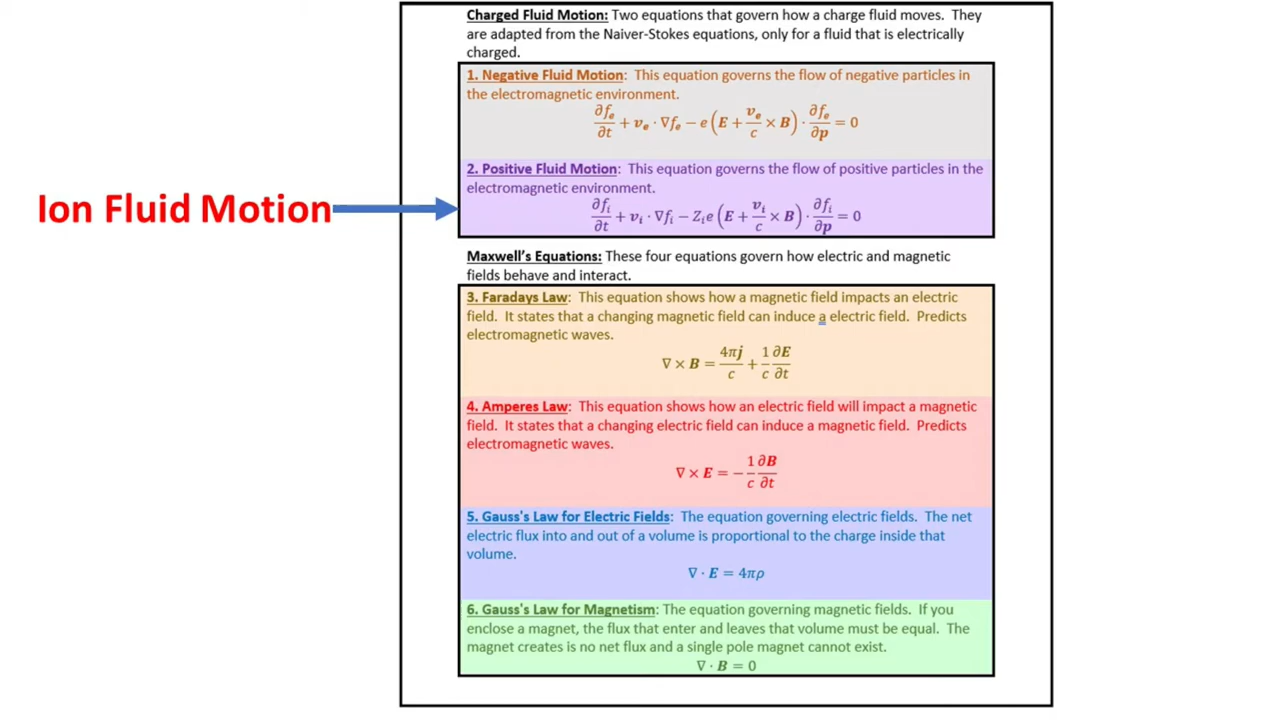 Charged Fluid Motion: Two equations that govern how a charge fluid moves. They
are adapted from the Naiver-Stokes equations, only for a fluid that is electrically
charged.
1. Negative Fluid Motion: This equation governs the flow of negative particles in
the electromagnetic environment.
∂fₑ/∂t + vₑ · ∇fₑ − e (E + vₑ/c × B) · ∂fₑ/∂p = 0
2. Positive Fluid Motion: This equation governs the flow of positive particles in the
electromagnetic environment.
Ion Fluid Motion
∂fᵢ/∂t + vᵢ · ∇fᵢ − Zᵢe (E + vᵢ/c × B) · ∂fᵢ/∂p = 0
Maxwell's Equations: These four equations govern how electric and magnetic
fields behave and interact.
3. Faradays Law: This equation shows how a magnetic field impacts an electric
field. It states that a changing magnetic field can induce a electric field. Predicts
electromagnetic waves.
∇ × B = 4πj/c + 1/c ∂E/∂t
4. Amperes Law: This equation shows how an electric field will impact a magnetic
field. It states that a changing electric field can induce a magnetic field. Predicts
electromagnetic waves.
∇ × E = − 1/c ∂B/∂t
5. Gauss's Law for Electric Fields: The equation governing electric fields. The net
electric flux into and out of a volume is proportional to the charge inside that
volume.
∇ · E = 4πρ
6. Gauss's Law for Magnetism: The equation governing magnetic fields. If you
enclose a magnet, the flux that enter and leaves that volume must be equal. The
magnet creates is no net flux and a single pole magnet cannot exist.
∇ · B = 0